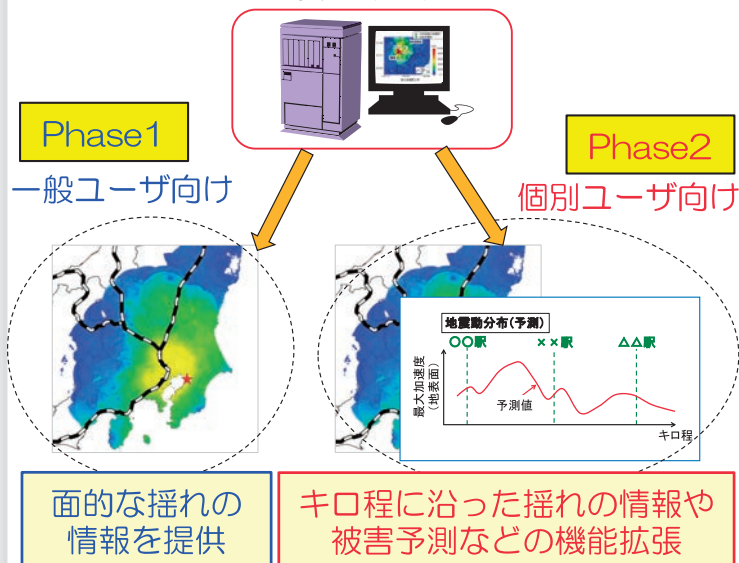 Phase1
一般ユーザ向け
Phase2
個別ユーザ向け
地震動分布(予測)
○○駅
××駅
△△駅
最大加速度
(地表面)
予測値
キロ程
面的な揺れの
情報を提供
キロ程に沿った揺れの情報や
被害予測などの機能拡張